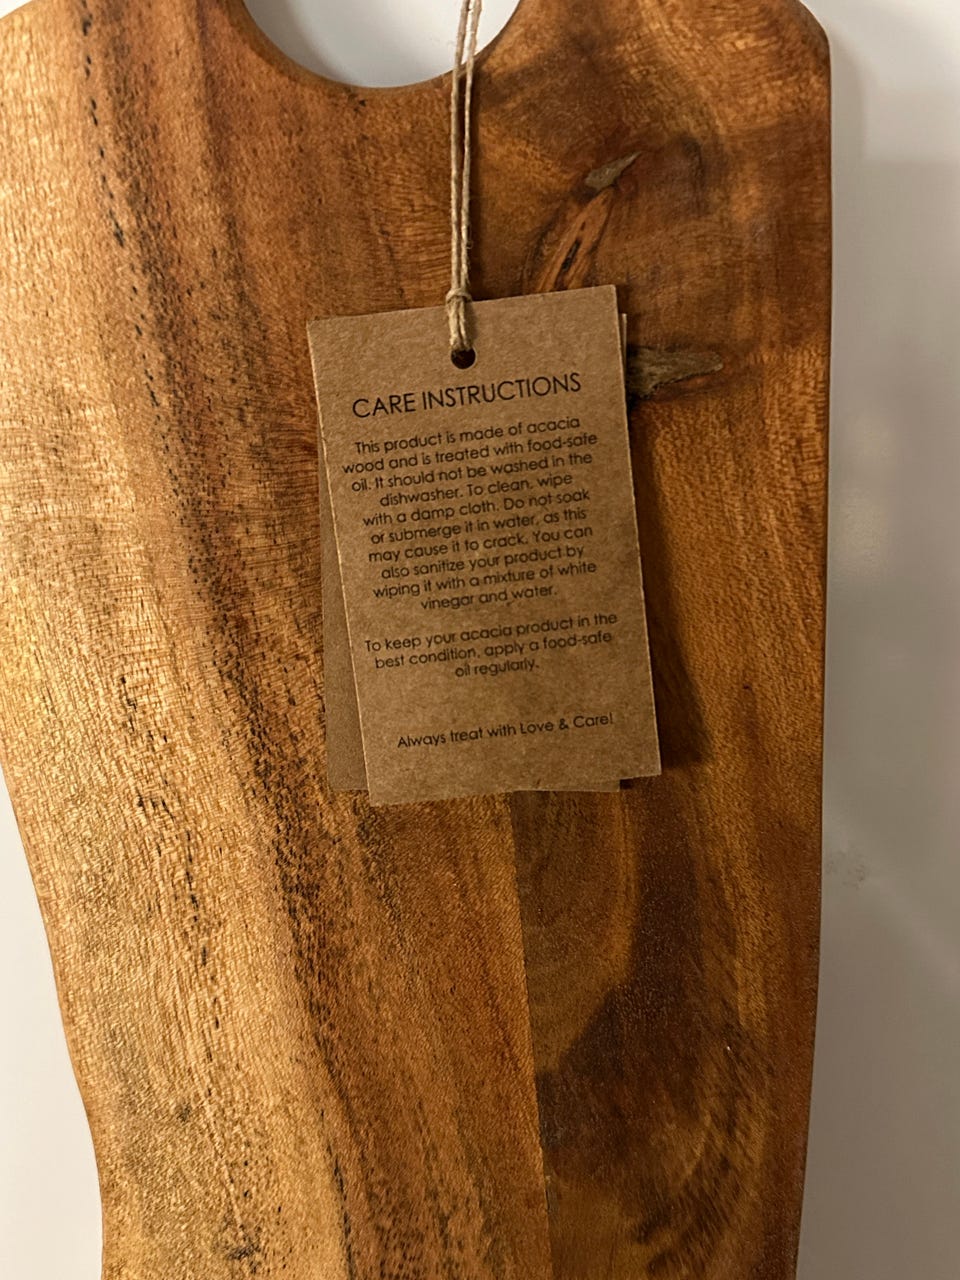 CARE INSTRUCTIONS
This product is made of acacia
wood and is treated with food-safe
oil. It should not be washed in the
dishwasher. To clean, wipe
with a damp cloth. Do not soak
or submerge it in water, as this
may cause it to crack. You can
also sanitize your product by
wiping it with a mixture of white
vinegar and water.
To keep your acacia product in the
best condition, apply a food-safe
oil regularly.
Always treat with Love & Care!